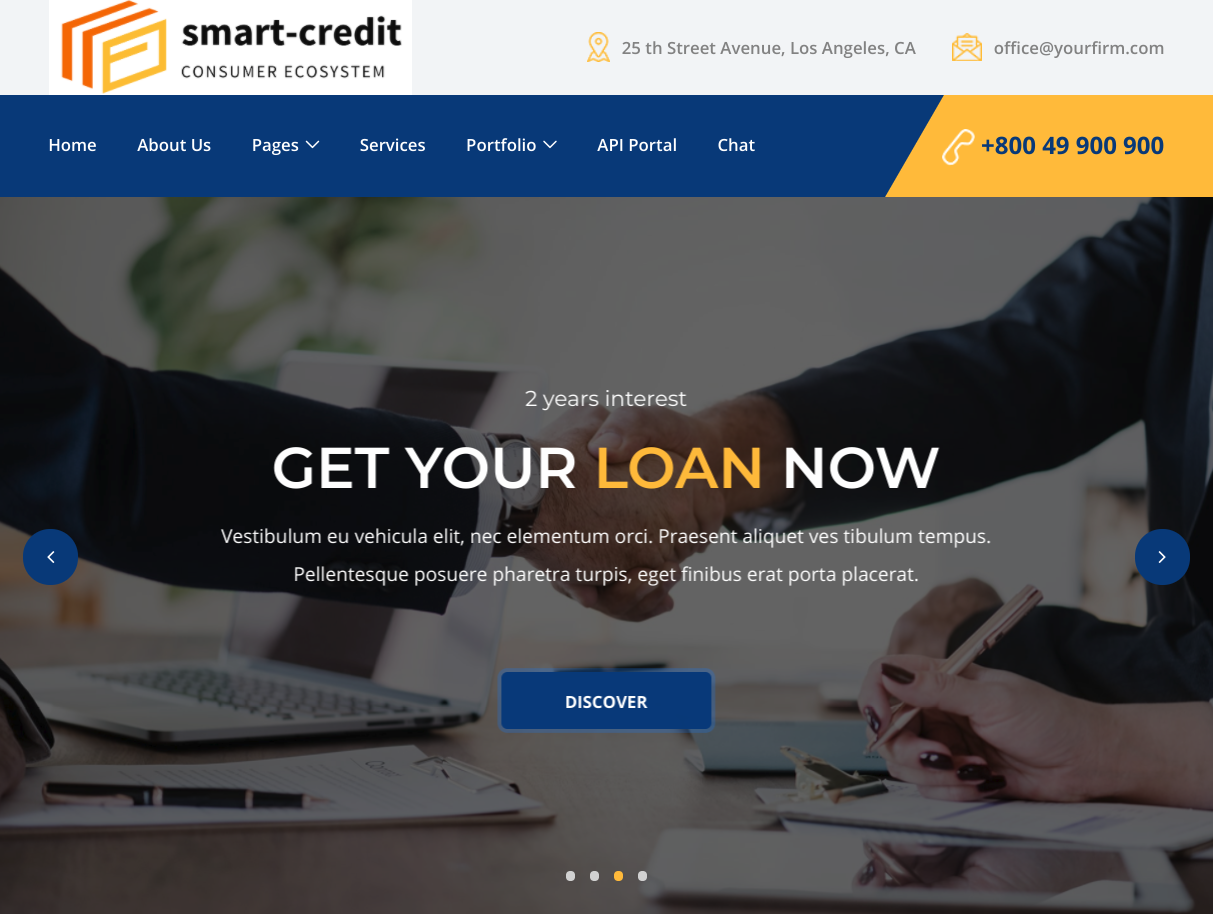 smart-credit
CONSUMER ECOSYSTEM
25 th Street Avenue, Los Angeles, CA
office@yourfirm.com
Home
About Us
Pages
Services
Portfolio
API Portal
Chat
+800 49 900 900
2 years interest
GET YOUR LOAN NOW
Vestibulum eu vehicula elit, nec elementum orci. Praesent aliquet ves tibulum tempus.
Pellentesque posuere pharetra turpis, eget finibus erat porta placerat.
DISCOVER